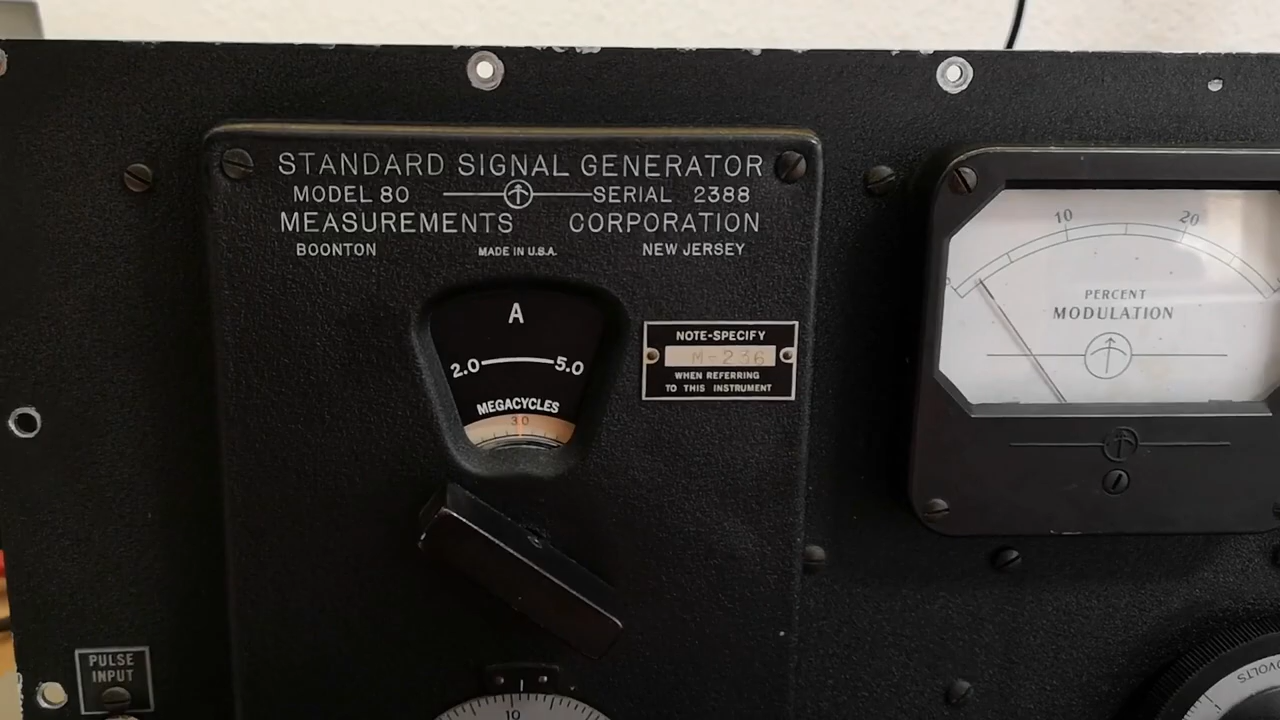 STANDARD SIGNAL GENERATOR
MODEL 80 SERIAL 2388
MEASUREMENTS CORPORATION
BOONTON MADE IN U.S.A. NEW JERSEY
A
2.0 5.0
MEGACYCLES
30
NOTE-SPECIFY
M-236
WHEN REFERRING
TO THIS INSTRUMENT
10 20
PERCENT
MODULATION
PULSE
INPUT
10